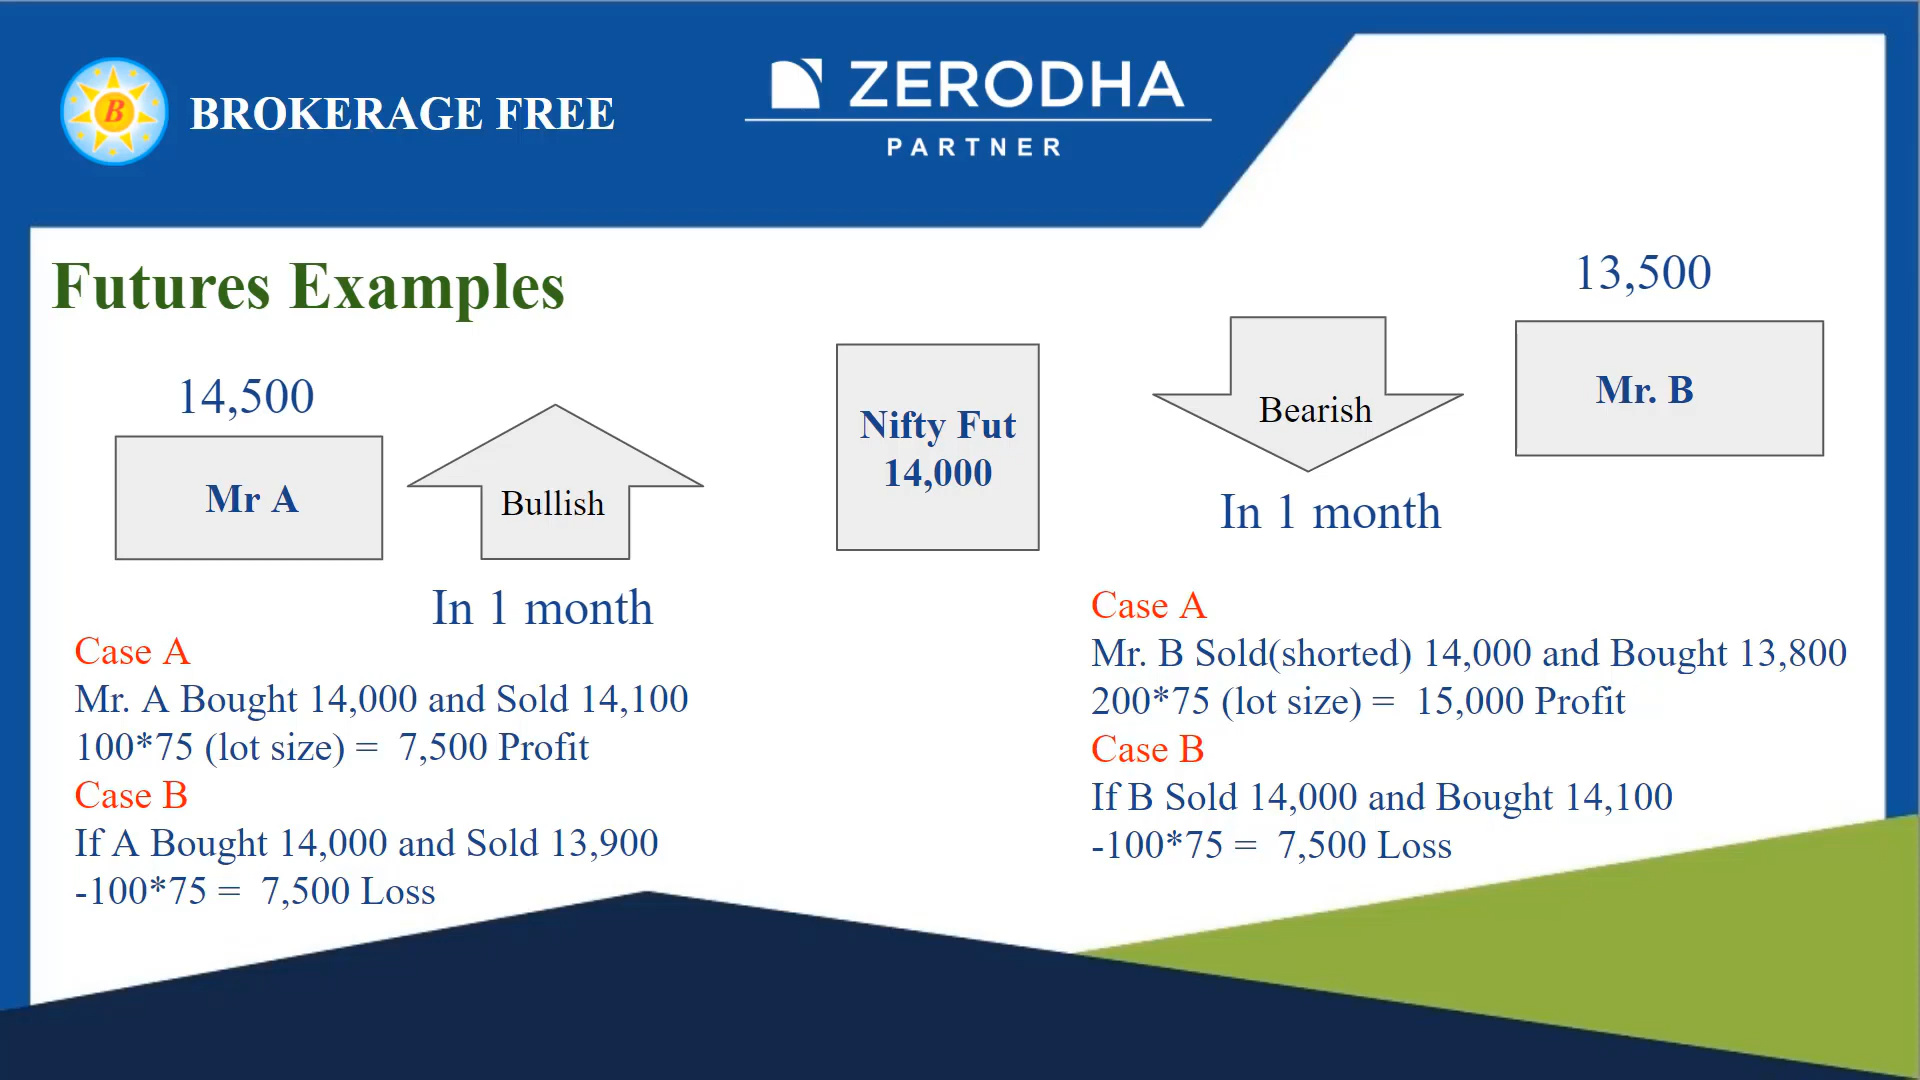 B
BROKERAGE FREE
ZERODHA
PARTNER
Futures Examples
14,500
Mr A
Bullish
In 1 month
Nifty Fut
14,000
Bearish
In 1 month
13,500
Mr. B
Case A
Mr. A Bought 14,000 and Sold 14,100
100*75 (lot size) =  7,500 Profit
Case B
If A Bought 14,000 and Sold 13,900
-100*75 =  7,500 Loss
Case A
Mr. B Sold(shorted) 14,000 and Bought 13,800
200*75 (lot size) =  15,000 Profit
Case B
If B Sold 14,000 and Bought 14,100
-100*75 =  7,500 Loss